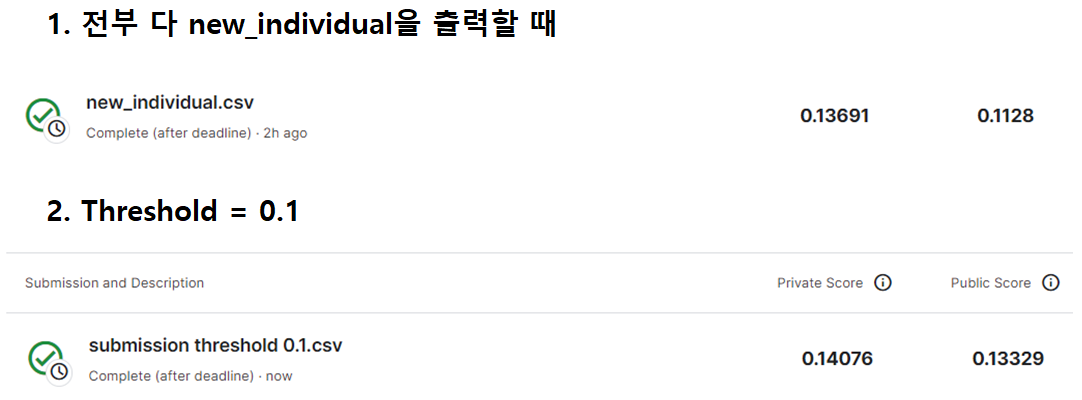 1. 전부 다 new_individual을 출력할 때
new_individual.csv
0.13691
0.1128
Complete (after deadline) · 2h ago
2. Threshold = 0.1
Submission and Description
Private Score
Public Score
submission threshold 0.1.csv
0.14076
0.13329
Complete (after deadline) · now